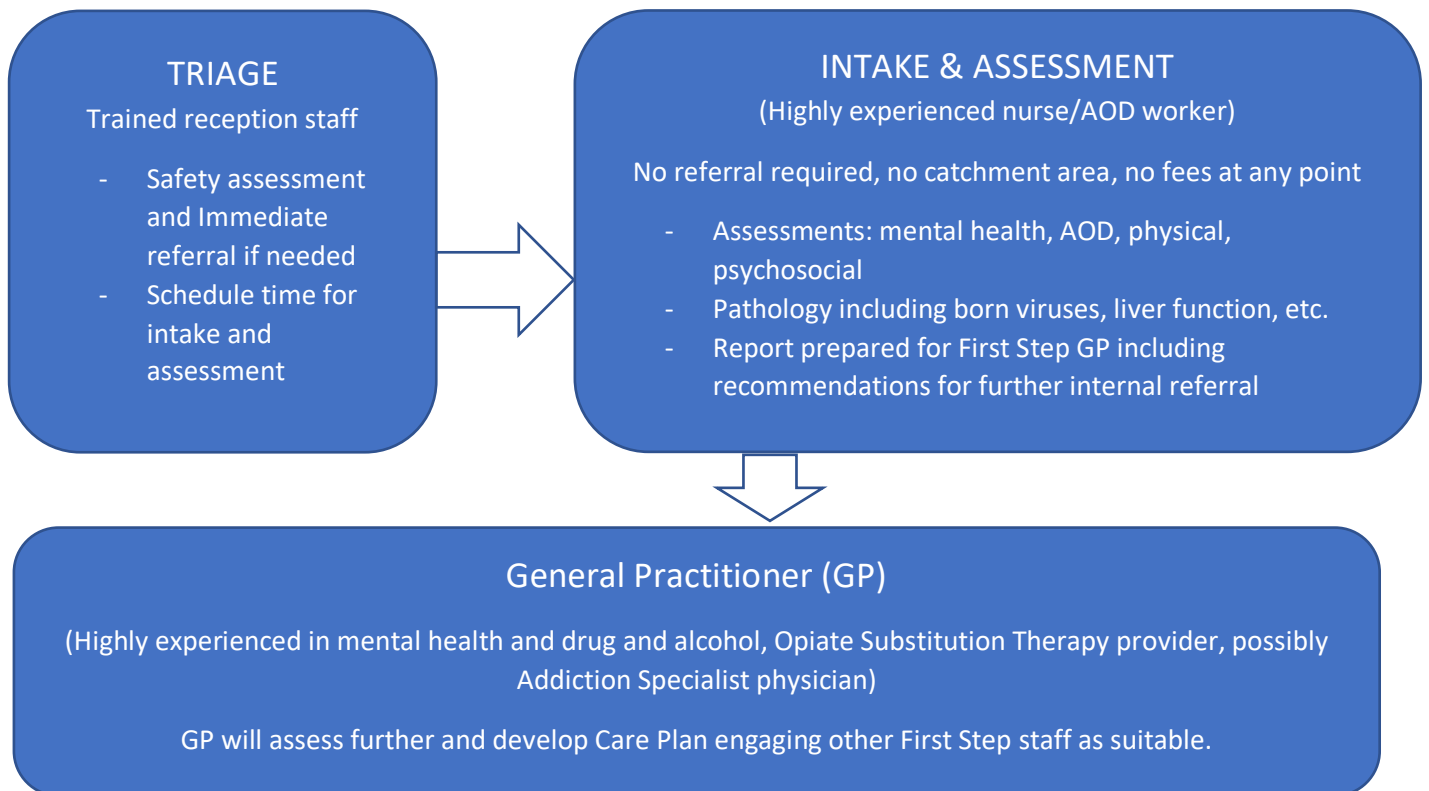 TRIAGE
Trained reception staff
- Safety assessment
and Immediate
referral if needed
- Schedule time for
intake and
assessment
INTAKE & ASSESSMENT
(Highly experienced nurse/AOD worker)
No referral required, no catchment area, no fees at any point
- Assessments: mental health, AOD, physical,
psychosocial
- Pathology including born viruses, liver function, etc.
- Report prepared for First Step GP including
recommendations for further internal referral
General Practitioner (GP)
(Highly experienced in mental health and drug and alcohol, Opiate Substitution Therapy provider, possibly
Addiction Specialist physician)
GP will assess further and develop Care Plan engaging other First Step staff as suitable.